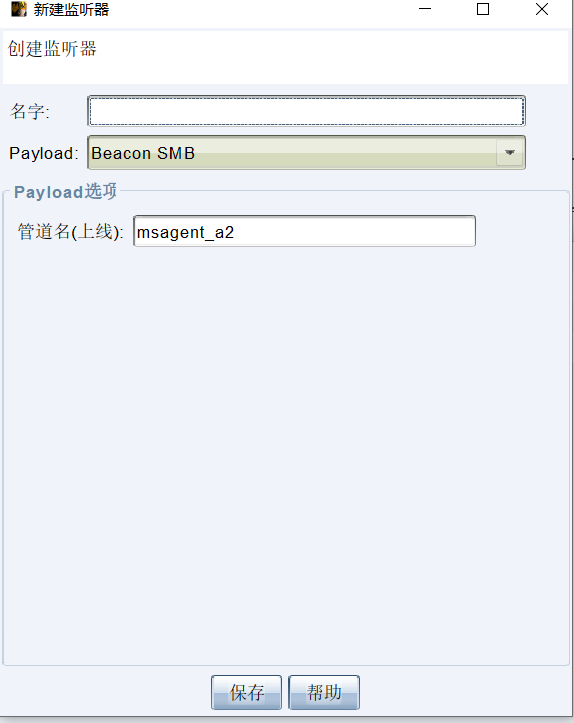 新建监听器
创建监听器
名字:
Payload: Beacon SMB
Payload选项
管道名(上线): msagent_a2
保存 帮助